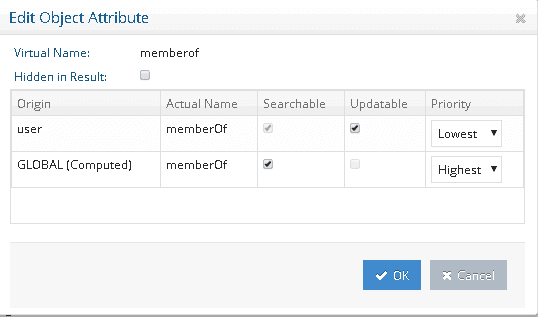 Edit Object Attribute
Virtual Name: memberof
Hidden in Result:
Origin Actual Name Searchable Updatable Priority
user memberOf Lowest
GLOBAL (Computed) memberOf Highest
OK Cancel